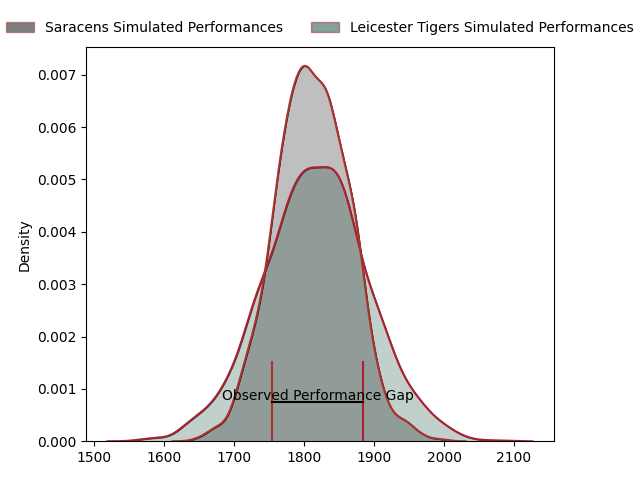 Saracens Simulated Performances
Leicester Tigers Simulated Performances
0.007
0.006
0.005
0.004
0.003
0.002
0.001
0.000
Density
Observed Performance Gap
1500 1600 1700 1800 1900 2000 2100